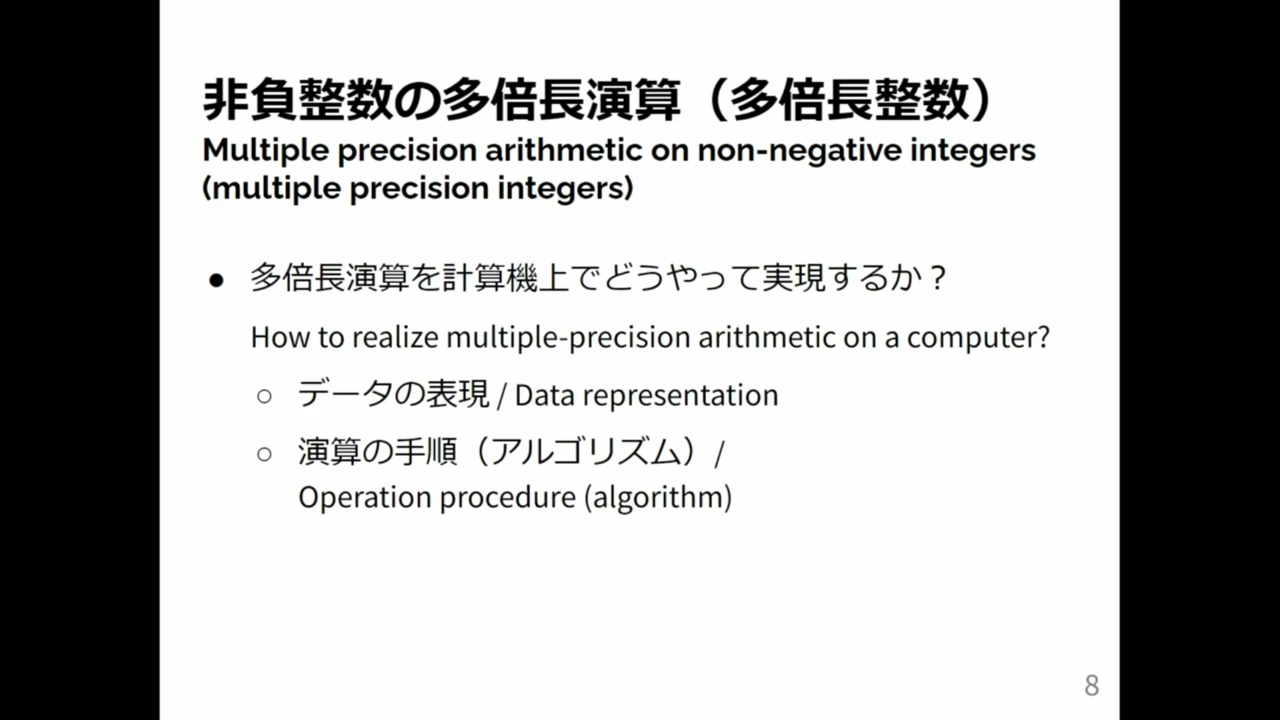 非負整数の多倍長演算（多倍長整数）
Multiple precision arithmetic on non-negative integers
(multiple precision integers)
● 多倍長演算を計算機上でどうやって実現するか？
How to realize multiple-precision arithmetic on a computer?
○ データの表現 / Data representation
○ 演算の手順（アルゴリズム）/
Operation procedure (algorithm)
8